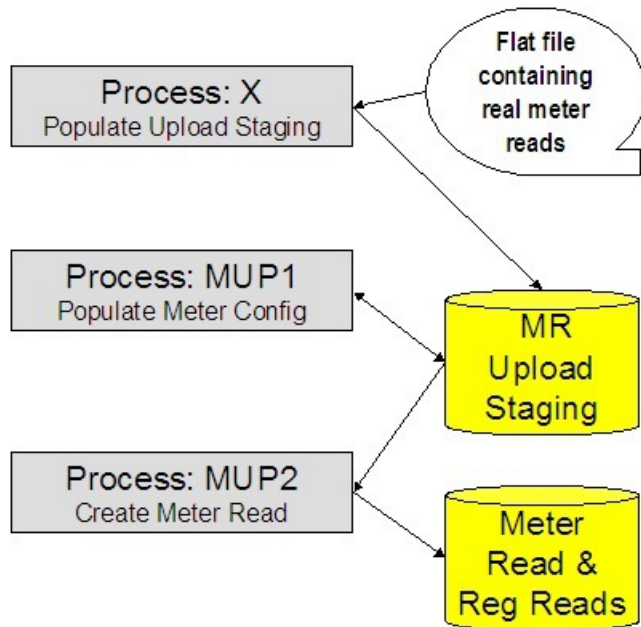 Flat file
containing
real meter
reads
Process: X
Populate Upload Staging
Process: MUP1
Populate Meter Config
MR
Upload
Staging
Process: MUP2
Create Meter Read
Meter
Read &
Reg Reads